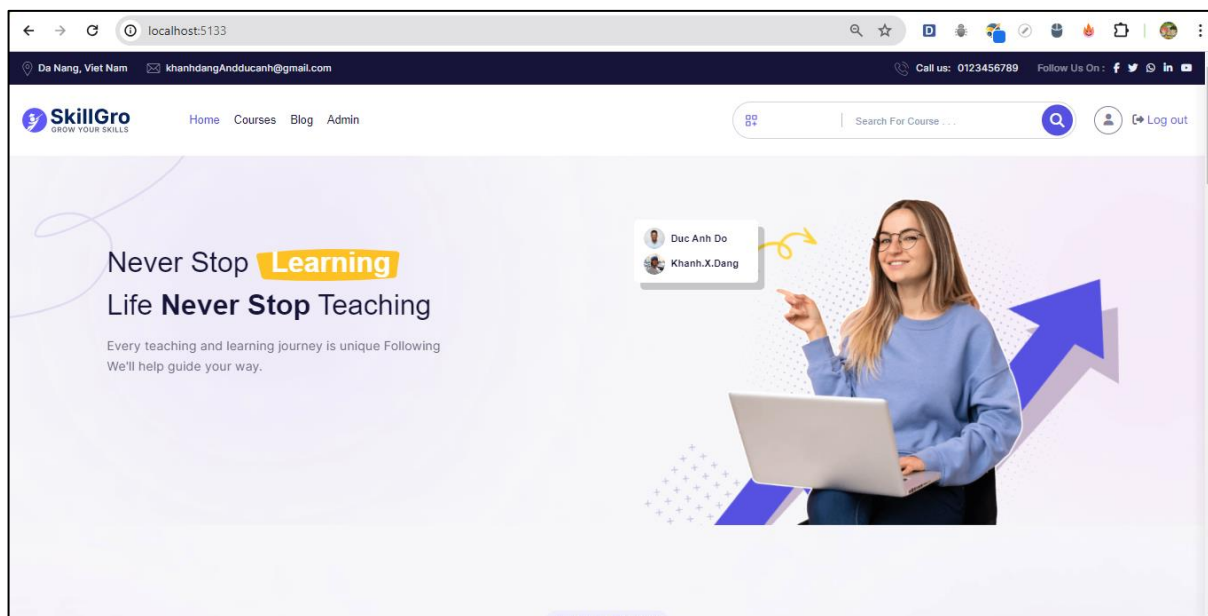 localhost:5133
Da Nang, Viet Nam khanhdangAndducanh@gmail.com Call us: 0123456789 Follow Us On :
SkillGro
GROW YOUR SKILLS
Home Courses Blog Admin Search For Course . . . Log out
Duc Anh Do
Khanh.X.Dang
Never Stop Learning
Life Never Stop Teaching
Every teaching and learning journey is unique Following
We'll help guide your way.